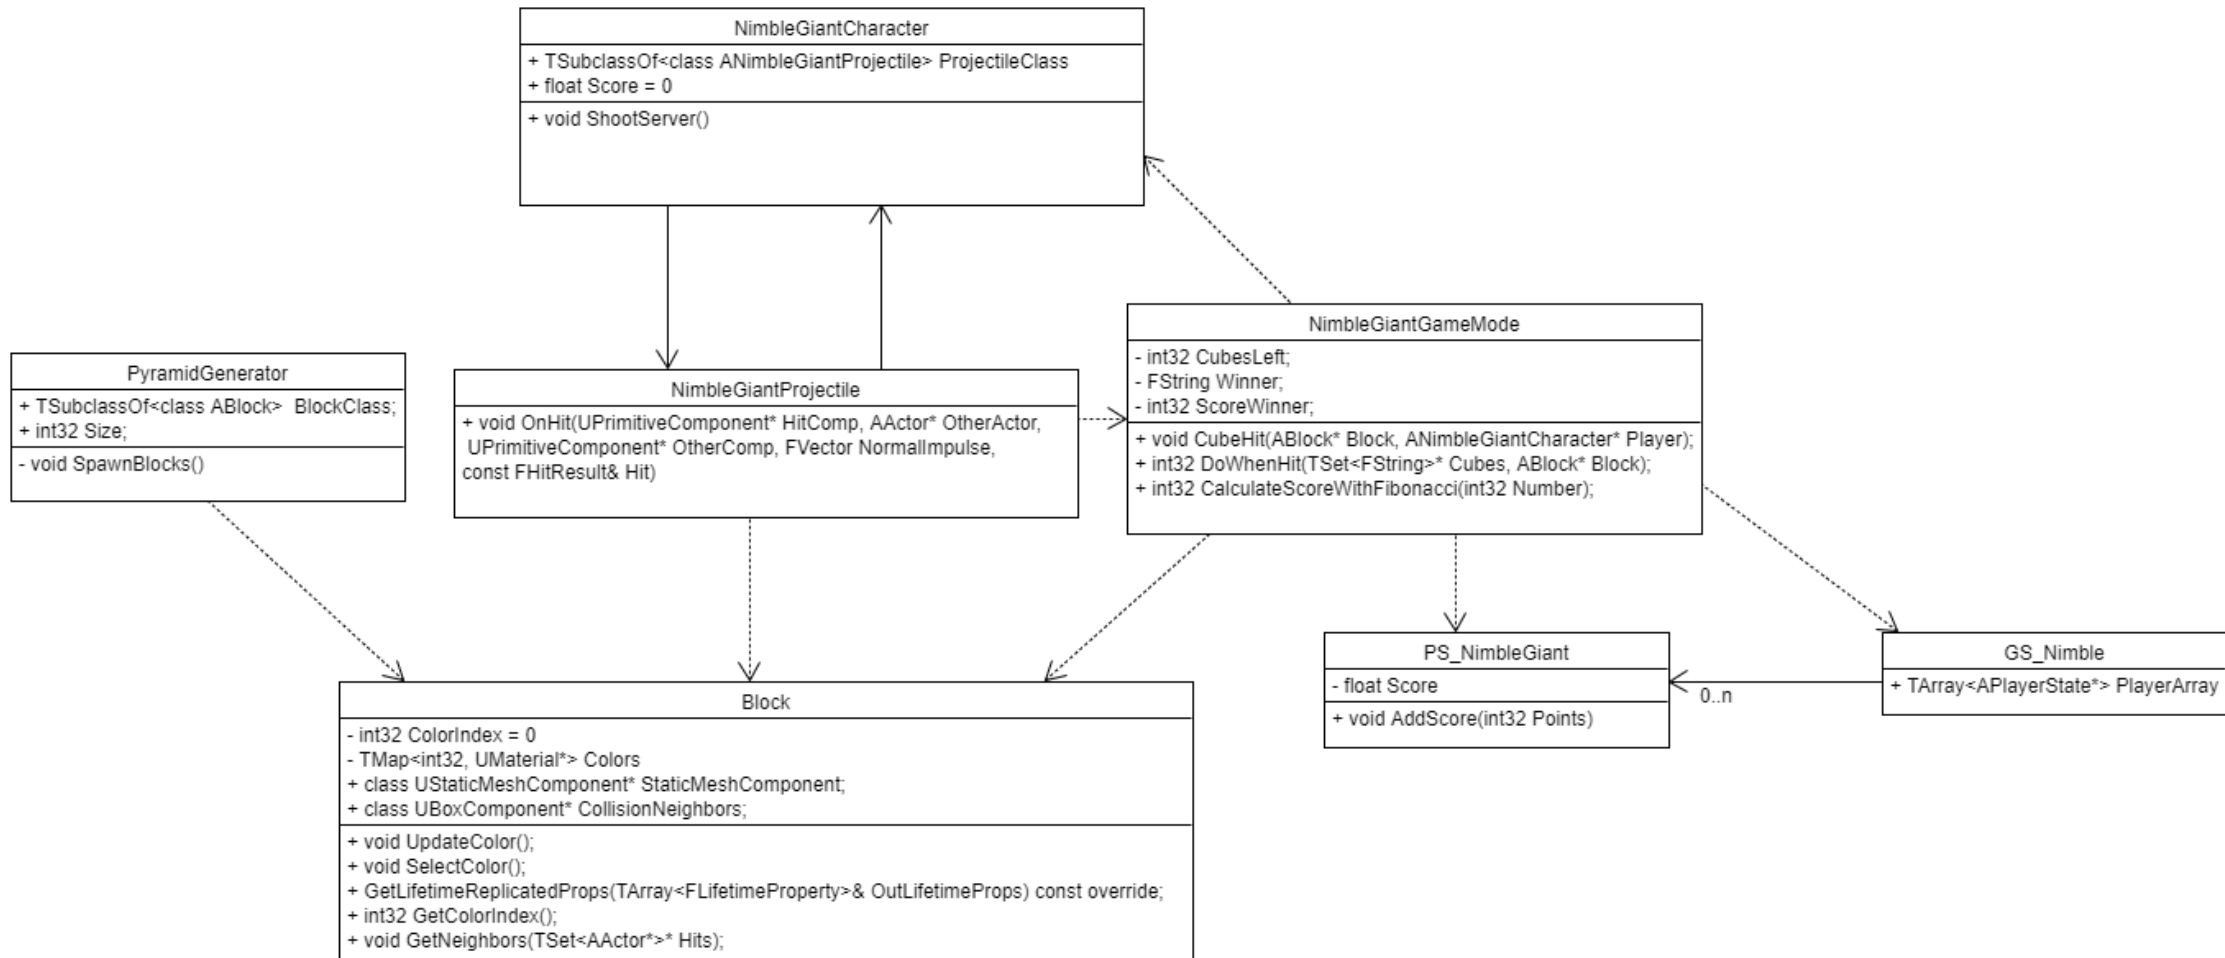 NimbleGiantCharacter
+ TSubclassOf<class ANimbleGiantProjectile> ProjectileClass
+ float Score = 0
+ void ShootServer()
NimbleGiantGameMode
- int32 CubesLeft;
- FString Winner;
- int32 ScoreWinner;
+ void CubeHit(ABlock* Block, ANimbleGiantCharacter* Player);
+ int32 DoWhenHit(TSet<FString>* Cubes, ABlock* Block);
+ int32 CalculateScoreWithFibonacci(int32 Number);
PyramidGenerator
+ TSubclassOf<class ABlock>  BlockClass;
+ int32 Size;
- void SpawnBlocks()
NimbleGiantProjectile
+ void OnHit(UPrimitiveComponent* HitComp, AActor* OtherActor,
UPrimitiveComponent* OtherComp, FVector NormalImpulse,
const FHitResult& Hit)
PS_NimbleGiant
- float Score
+ void AddScore(int32 Points)
0..n
GS_Nimble
+ TArray<APlayerState*> PlayerArray
Block
- int32 ColorIndex = 0
- TMap<int32, UMaterial*> Colors
+ class UStaticMeshComponent* StaticMeshComponent;
+ class UBoxComponent* CollisionNeighbors;
+ void UpdateColor();
+ void SelectColor();
+ GetLifetimeReplicatedProps(TArray<FLifetimeProperty>& OutLifetimeProps) const override;
+ int32 GetColorIndex();
+ void GetNeighbors(TSet<AActor*>* Hits);